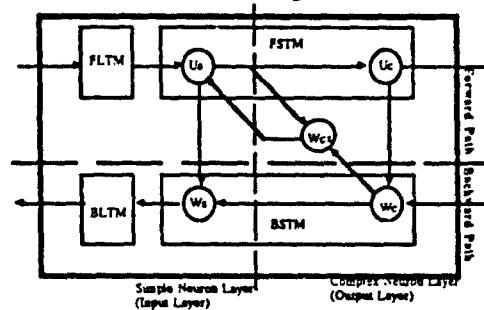 FSTM
FLTM
Us
Uc
Wcs
Forward Path
Backward Path
BLTM
Ws
Wc
BSTM
Simple Neuron Layer
(Input Layer)
Complex Neuron Layer
(Output Layer)